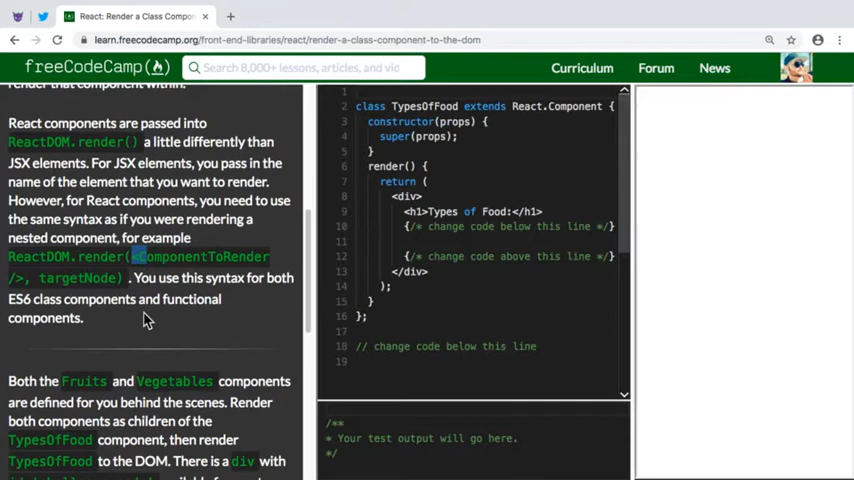 React: Render a Class Compon
learn.freecodecamp.org/front-end-libraries/react/render-a-class-component-to-the-dom
freeCodeCamp
Search 8,000+ lessons, articles, and vid
Curriculum
Forum
News
render that component within.
React components are passed into
ReactDOM.render() a little differently than
JSX elements. For JSX elements, you pass in the
name of the element that you want to render.
However, for React components, you need to use
the same syntax as if you were rendering a
nested component, for example
ReactDOM.render(<ComponentToRender
/>, targetNode) . You use this syntax for both
ES6 class components and functional
components.
Both the Fruits and Vegetables components
are defined for you behind the scenes. Render
both components as children of the
TypesOfFood component, then render
TypesOfFood to the DOM. There is a div with
1
2 class TypesOfFood extends React.Component {
3 constructor(props) {
4 super(props);
5 }
6 render() {
7 return (
8 <div>
9 <h1>Types of Food:</h1>
10 {/* change code below this line */}
11
12 {/* change code above this line */}
13 </div>
14 );
15 }
16 };
17
18 // change code below this line
19
/**
* Your test output will go here.
*/